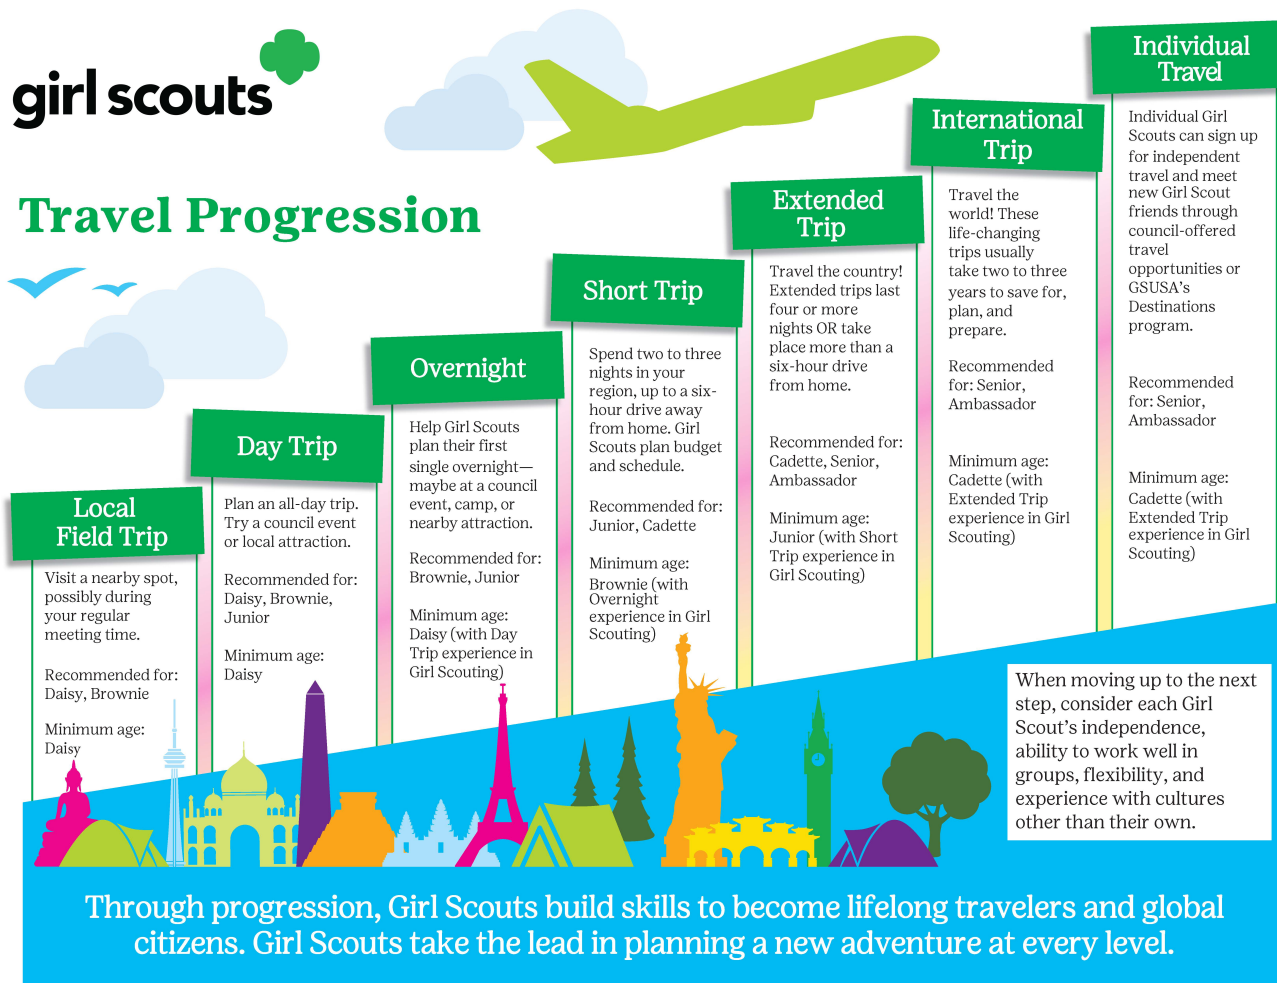 girl scouts
Travel Progression
Local
Field Trip
Visit a nearby spot,
possibly during
your regular
meeting time.
Recommended for:
Daisy, Brownie
Minimum age:
Daisy
Day Trip
Plan an all-day trip.
Try a council event
or local attraction.
Recommended for:
Daisy, Brownie,
Junior
Minimum age:
Daisy
Overnight
Help Girl Scouts
plan their first
single overnight—
maybe at a council
event, camp, or
nearby attraction.
Recommended for:
Brownie, Junior
Minimum age:
Daisy (with Day
Trip experience in
Girl Scouting)
Short Trip
Spend two to three
nights in your
region, up to a six-
hour drive away
from home. Girl
Scouts plan budget
and schedule.
Recommended for:
Junior, Cadette
Minimum age:
Brownie (with
Overnight
experience in Girl
Scouting)
Extended
Trip
Travel the country!
Extended trips last
four or more
nights OR take
place more than a
six-hour drive
from home.
Recommended for:
Cadette, Senior,
Ambassador
Minimum age:
Junior (with Short
Trip experience in
Girl Scouting)
International
Trip
Travel the
world! These
life-changing
trips usually
take two to three
years to save for,
plan, and
prepare.
Recommended
for: Senior,
Ambassador
Minimum age:
Cadette (with
Extended Trip
experience in Girl
Scouting)
Individual
Travel
Individual Girl
Scouts can sign up
for independent
travel and meet
new Girl Scout
friends through
council-offered
travel
opportunities or
GSUSA's
Destinations
program.
Recommended
for: Senior,
Ambassador
Minimum age:
Cadette (with
Extended Trip
experience in Girl
Scouting)
When moving up to the next
step, consider each Girl
Scout's independence,
ability to work well in
groups, flexibility, and
experience with cultures
other than their own.
Through progression, Girl Scouts build skills to become lifelong travelers and global
citizens. Girl Scouts take the lead in planning a new adventure at every level.